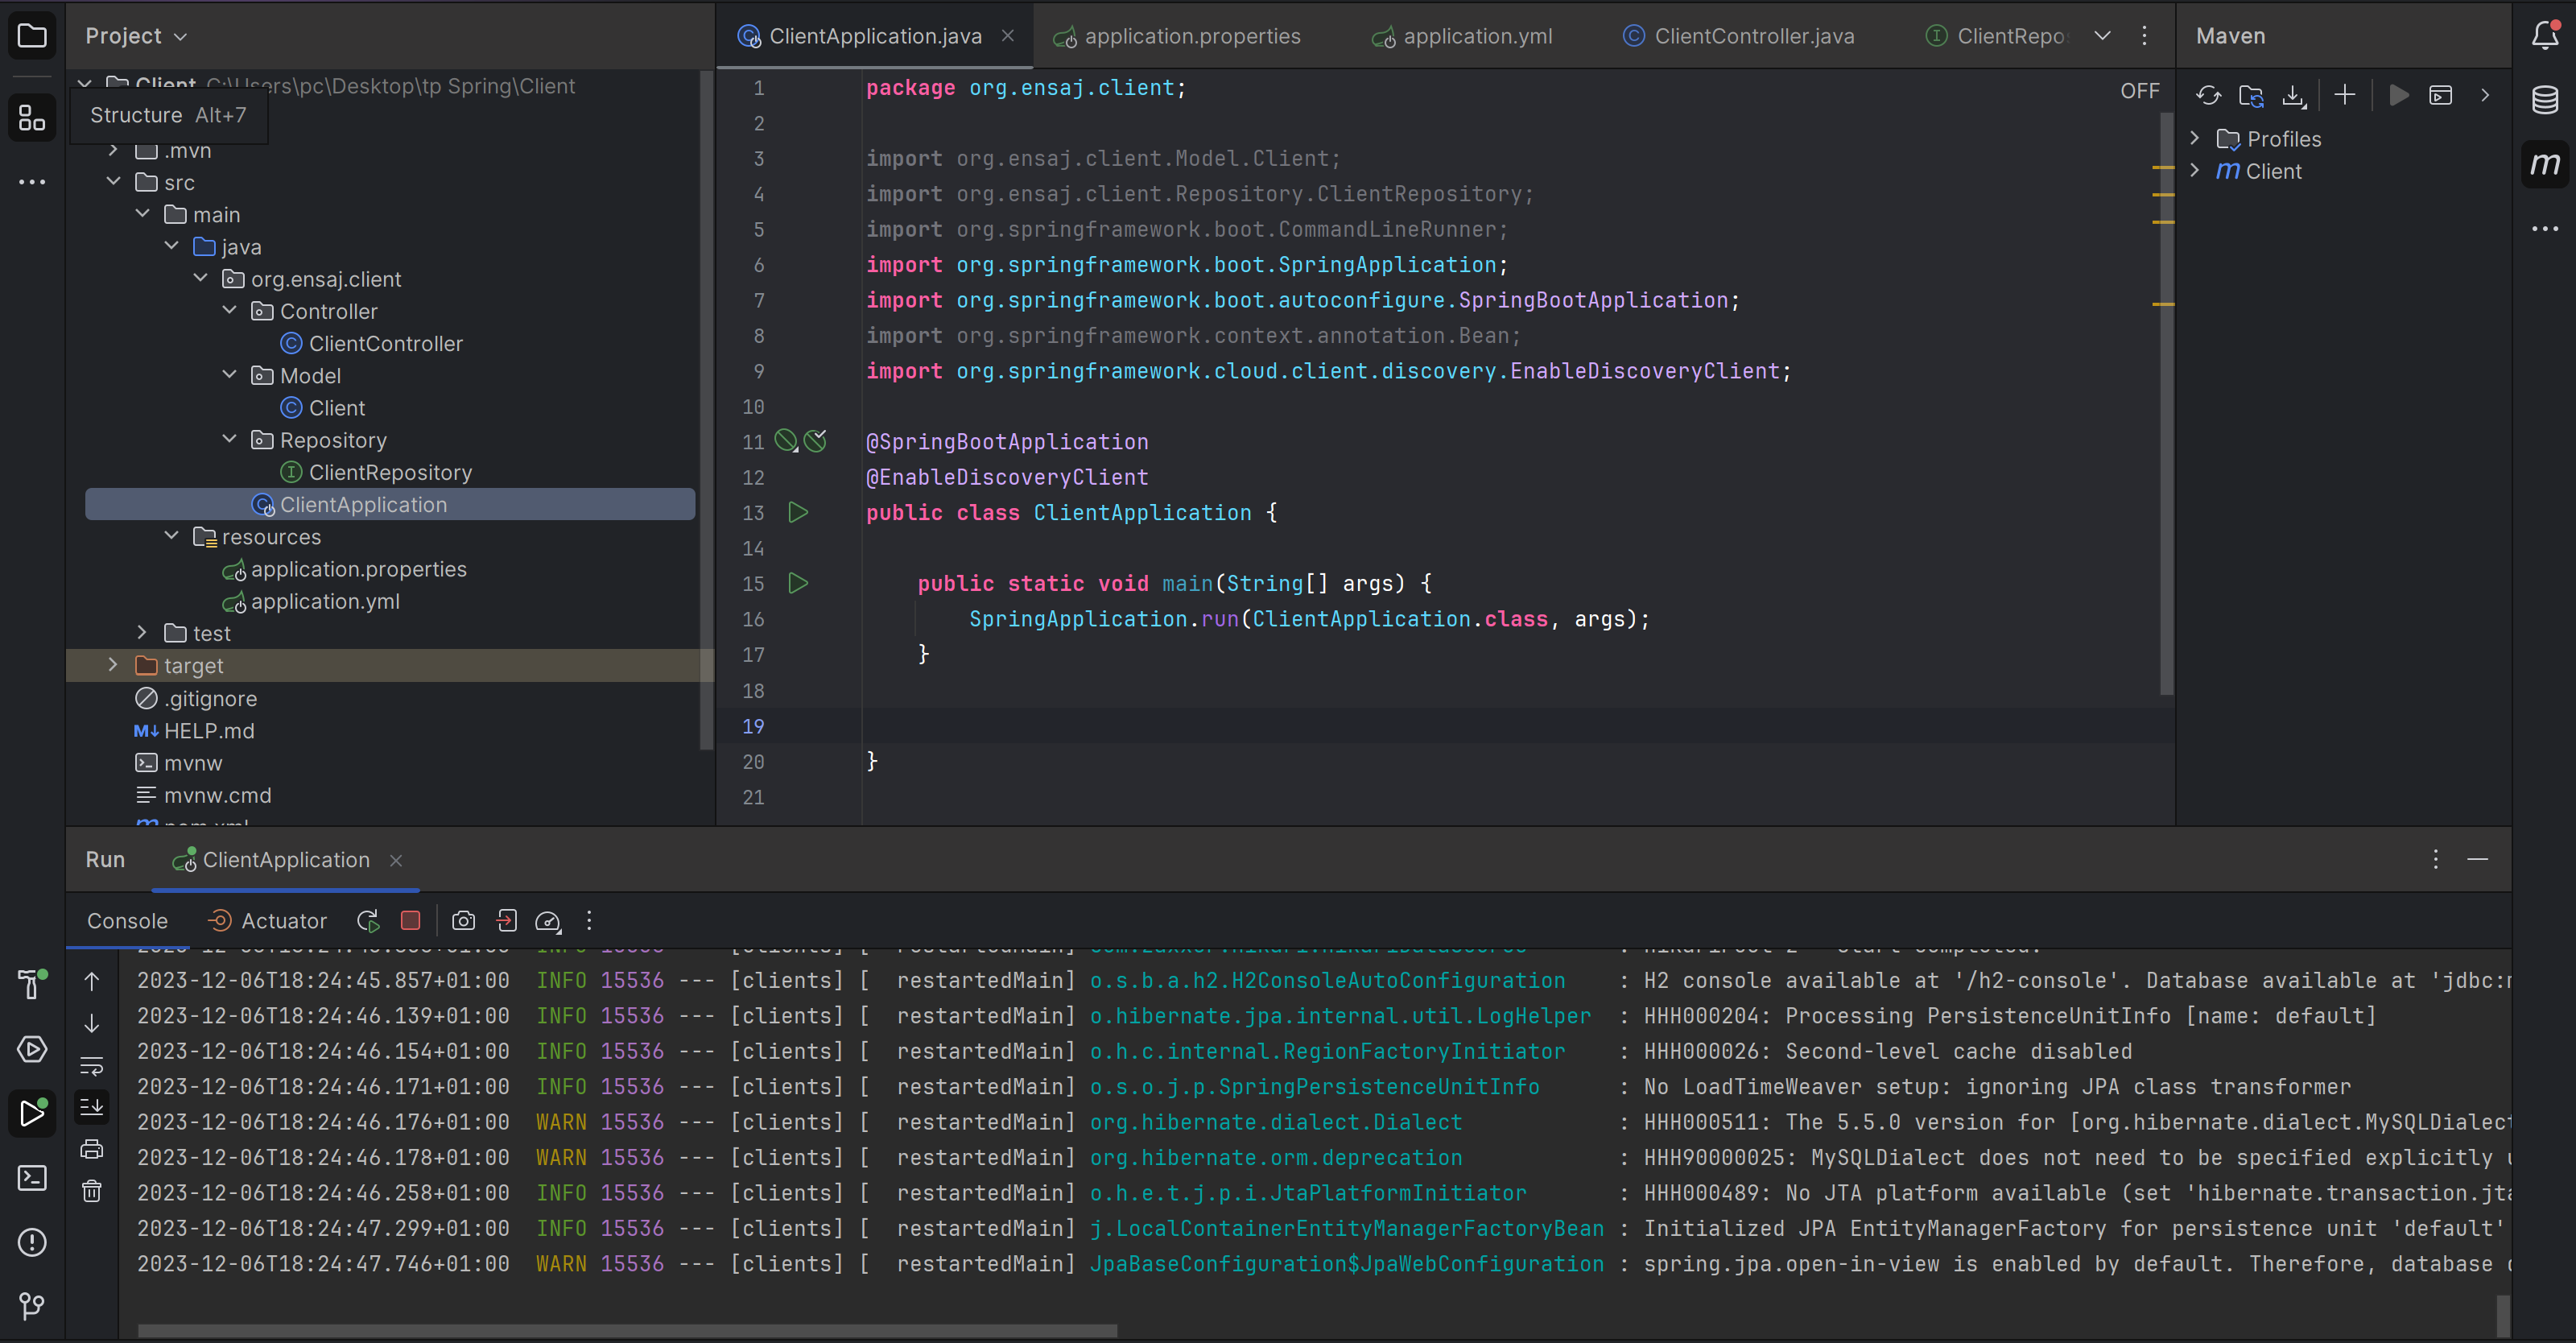 Project
Client C:\Users\pc\Desktop\tp Spring\Client
Structure Alt+7
.mvn
src
main
java
org.ensaj.client
Controller
ClientController
Model
Client
Repository
ClientRepository
ClientApplication
resources
application.properties
application.yml
test
target
.gitignore
HELP.md
mvnw
mvnw.cmd
pom.xml
ClientApplication.java
application.properties
application.yml
ClientController.java
ClientRepo
OFF
1 package org.ensaj.client;
2
3 import org.ensaj.client.Model.Client;
4 import org.ensaj.client.Repository.ClientRepository;
5 import org.springframework.boot.CommandLineRunner;
6 import org.springframework.boot.SpringApplication;
7 import org.springframework.boot.autoconfigure.SpringBootApplication;
8 import org.springframework.context.annotation.Bean;
9 import org.springframework.cloud.client.discovery.EnableDiscoveryClient;
10
11 @SpringBootApplication
12 @EnableDiscoveryClient
13 public class ClientApplication {
14
15 public static void main(String[] args) {
16 SpringApplication.run(ClientApplication.class, args);
17 }
18
19
20 }
21
Maven
Profiles
m Client
m
Run
ClientApplication
Console
Actuator
2023-12-06T18:24:45.857+01:00 INFO 15536 --- [clients] [ restartedMain] o.s.b.a.h2.H2ConsoleAutoConfiguration : H2 console available at '/h2-console'. Database available at 'jdbc:m
2023-12-06T18:24:46.139+01:00 INFO 15536 --- [clients] [ restartedMain] o.hibernate.jpa.internal.util.LogHelper : HHH000204: Processing PersistenceUnitInfo [name: default]
2023-12-06T18:24:46.154+01:00 INFO 15536 --- [clients] [ restartedMain] o.h.c.internal.RegionFactoryInitiator : HHH000026: Second-level cache disabled
2023-12-06T18:24:46.171+01:00 INFO 15536 --- [clients] [ restartedMain] o.s.o.j.p.SpringPersistenceUnitInfo : No LoadTimeWeaver setup: ignoring JPA class transformer
2023-12-06T18:24:46.176+01:00 WARN 15536 --- [clients] [ restartedMain] org.hibernate.dialect.Dialect : HHH000511: The 5.5.0 version for [org.hibernate.dialect.MySQLDialect
2023-12-06T18:24:46.178+01:00 WARN 15536 --- [clients] [ restartedMain] org.hibernate.orm.deprecation : HHH90000025: MySQLDialect does not need to be specified explicitly u
2023-12-06T18:24:46.258+01:00 INFO 15536 --- [clients] [ restartedMain] o.h.e.t.j.p.i.JtaPlatformInitiator : HHH000489: No JTA platform available (set 'hibernate.transaction.jta
2023-12-06T18:24:47.299+01:00 INFO 15536 --- [clients] [ restartedMain] j.LocalContainerEntityManagerFactoryBean : Initialized JPA EntityManagerFactory for persistence unit 'default'
2023-12-06T18:24:47.746+01:00 WARN 15536 --- [clients] [ restartedMain] JpaBaseConfiguration$JpaWebConfiguration : spring.jpa.open-in-view is enabled by default. Therefore, database